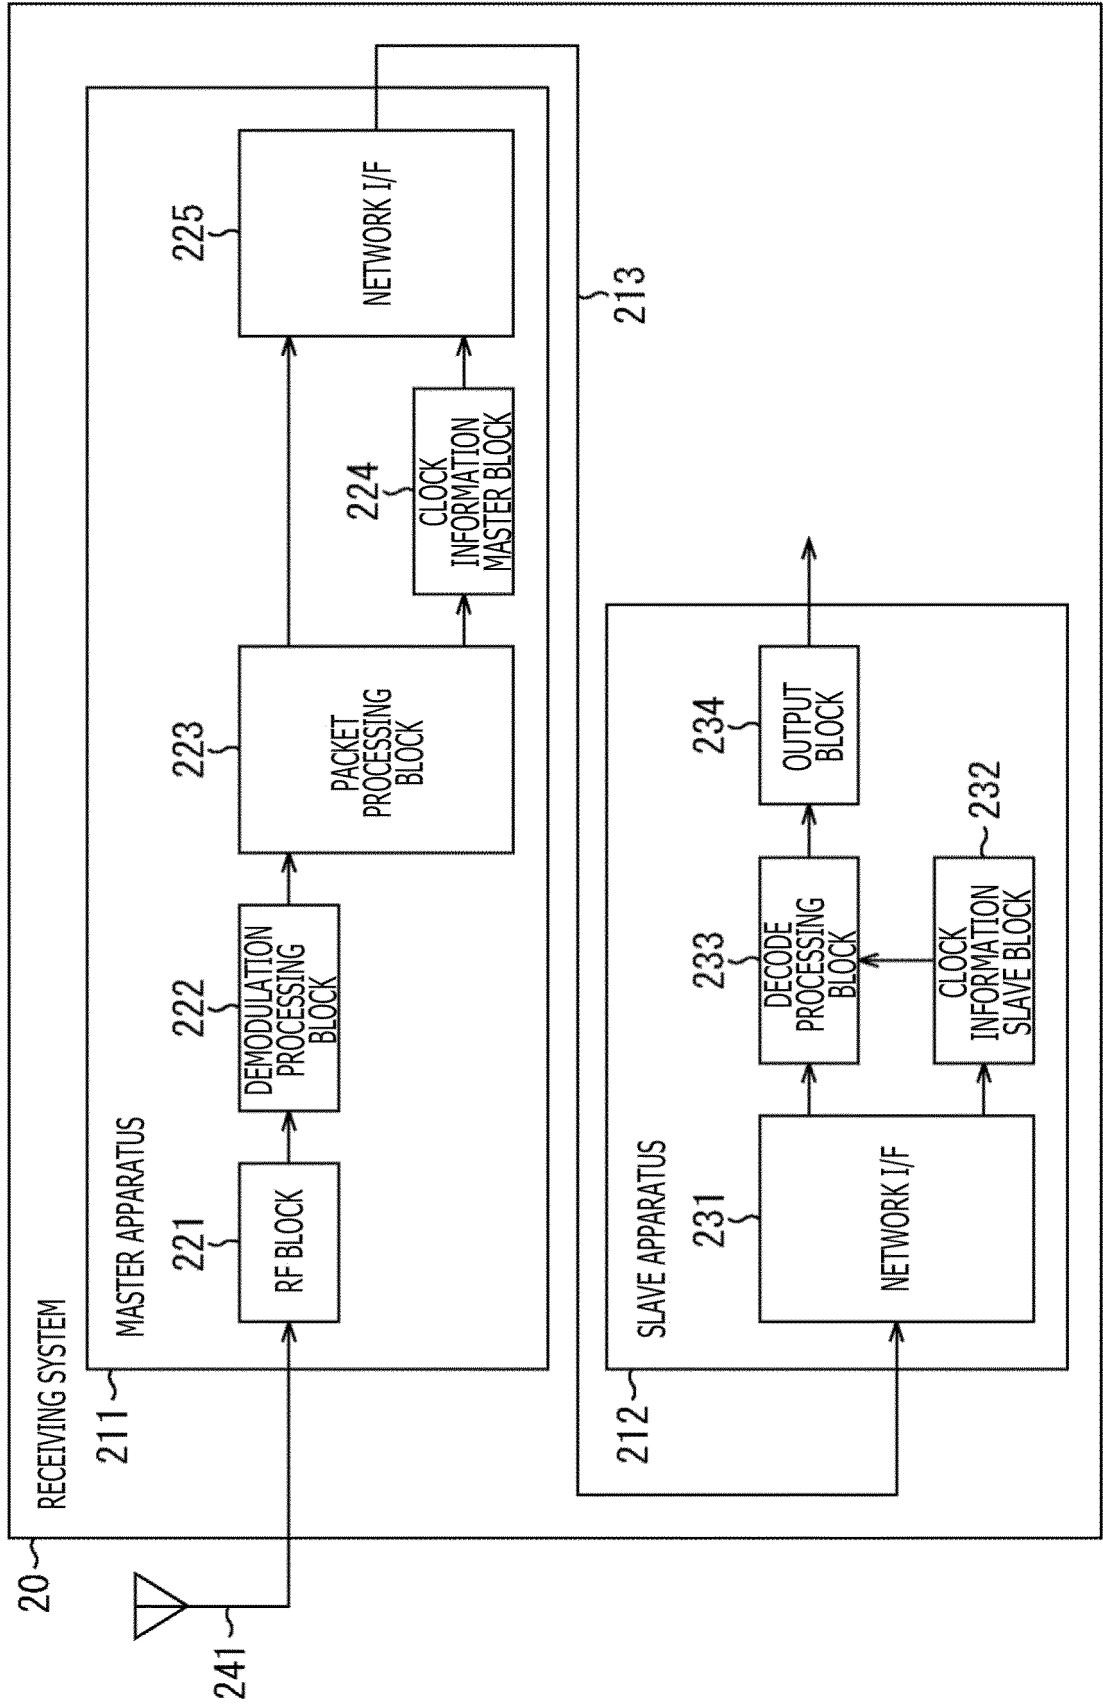 20
RECEIVING SYSTEM
211
MASTER APPARATUS
241
221
RF BLOCK
222
DEMODULATION
PROCESSING
BLOCK
223
PACKET
PROCESSING
BLOCK
224
CLOCK
INFORMATION
MASTER BLOCK
225
NETWORK I/F
213
212
SLAVE APPARATUS
231
NETWORK I/F
233
DECODE
PROCESSING
BLOCK
234
OUTPUT
BLOCK
CLOCK
INFORMATION
SLAVE BLOCK
232